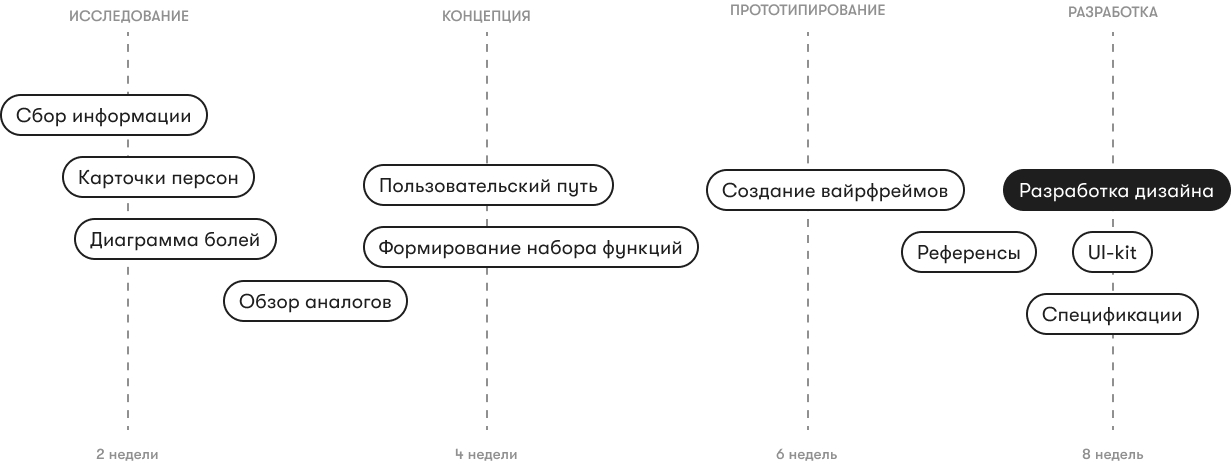 ИССЛЕДОВАНИЕ
КОНЦЕПЦИЯ
ПРОТОТИПИРОВАНИЕ
РАЗРАБОТКА
Сбор информации
Карточки персон
Диаграмма болей
Обзор аналогов
Пользовательский путь
Формирование набора функций
Создание вайрфреймов
Референсы
Разработка дизайна
UI-kit
Спецификации
2 недели
4 недели
6 недель
8 недель